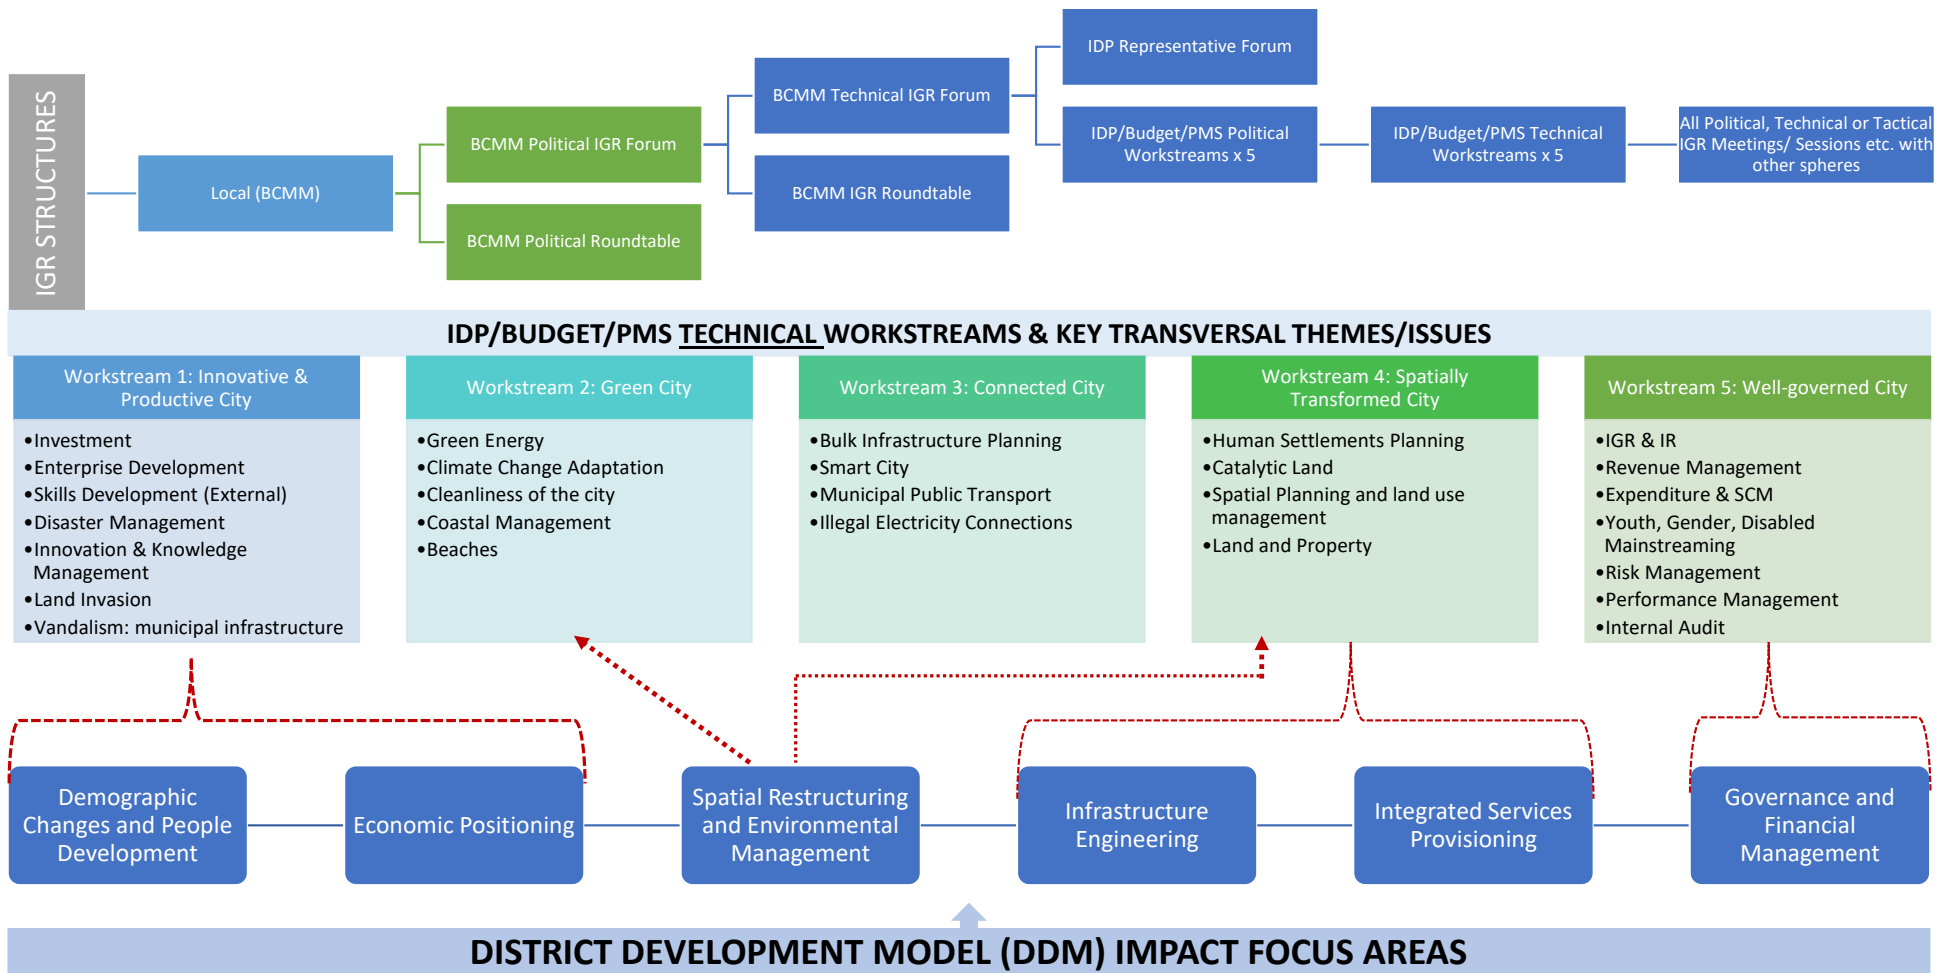 IGR STRUCTURES
Local (BCMM)
BCMM Political IGR Forum
BCMM Political Roundtable
BCMM Technical IGR Forum
BCMM IGR Roundtable
IDP Representative Forum
IDP/Budget/PMS Political
Workstreams x 5
IDP/Budget/PMS Technical
Workstreams x 5
All Political, Technical or Tactical
IGR Meetings/ Sessions etc. with
other spheres
IDP/BUDGET/PMS TECHNICAL WORKSTREAMS & KEY TRANSVERSAL THEMES/ISSUES
Workstream 1: Innovative &
Productive City
•Investment
•Enterprise Development
•Skills Development (External)
•Disaster Management
•Innovation & Knowledge
Management
•Land Invasion
•Vandalism: municipal infrastructure
Workstream 2: Green City
•Green Energy
•Climate Change Adaptation
•Cleanliness of the city
•Coastal Management
•Beaches
Workstream 3: Connected City
•Bulk Infrastructure Planning
•Smart City
•Municipal Public Transport
•Illegal Electricity Connections
Workstream 4: Spatially
Transformed City
•Human Settlements Planning
•Catalytic Land
•Spatial Planning and land use
management
•Land and Property
Workstream 5: Well-governed City
•IGR & IR
•Revenue Management
•Expenditure & SCM
•Youth, Gender, Disabled
Mainstreaming
•Risk Management
•Performance Management
•Internal Audit
Demographic
Changes and People
Development
Economic Positioning
Spatial Restructuring
and Environmental
Management
Infrastructure
Engineering
Integrated Services
Provisioning
Governance and
Financial
Management
DISTRICT DEVELOPMENT MODEL (DDM) IMPACT FOCUS AREAS